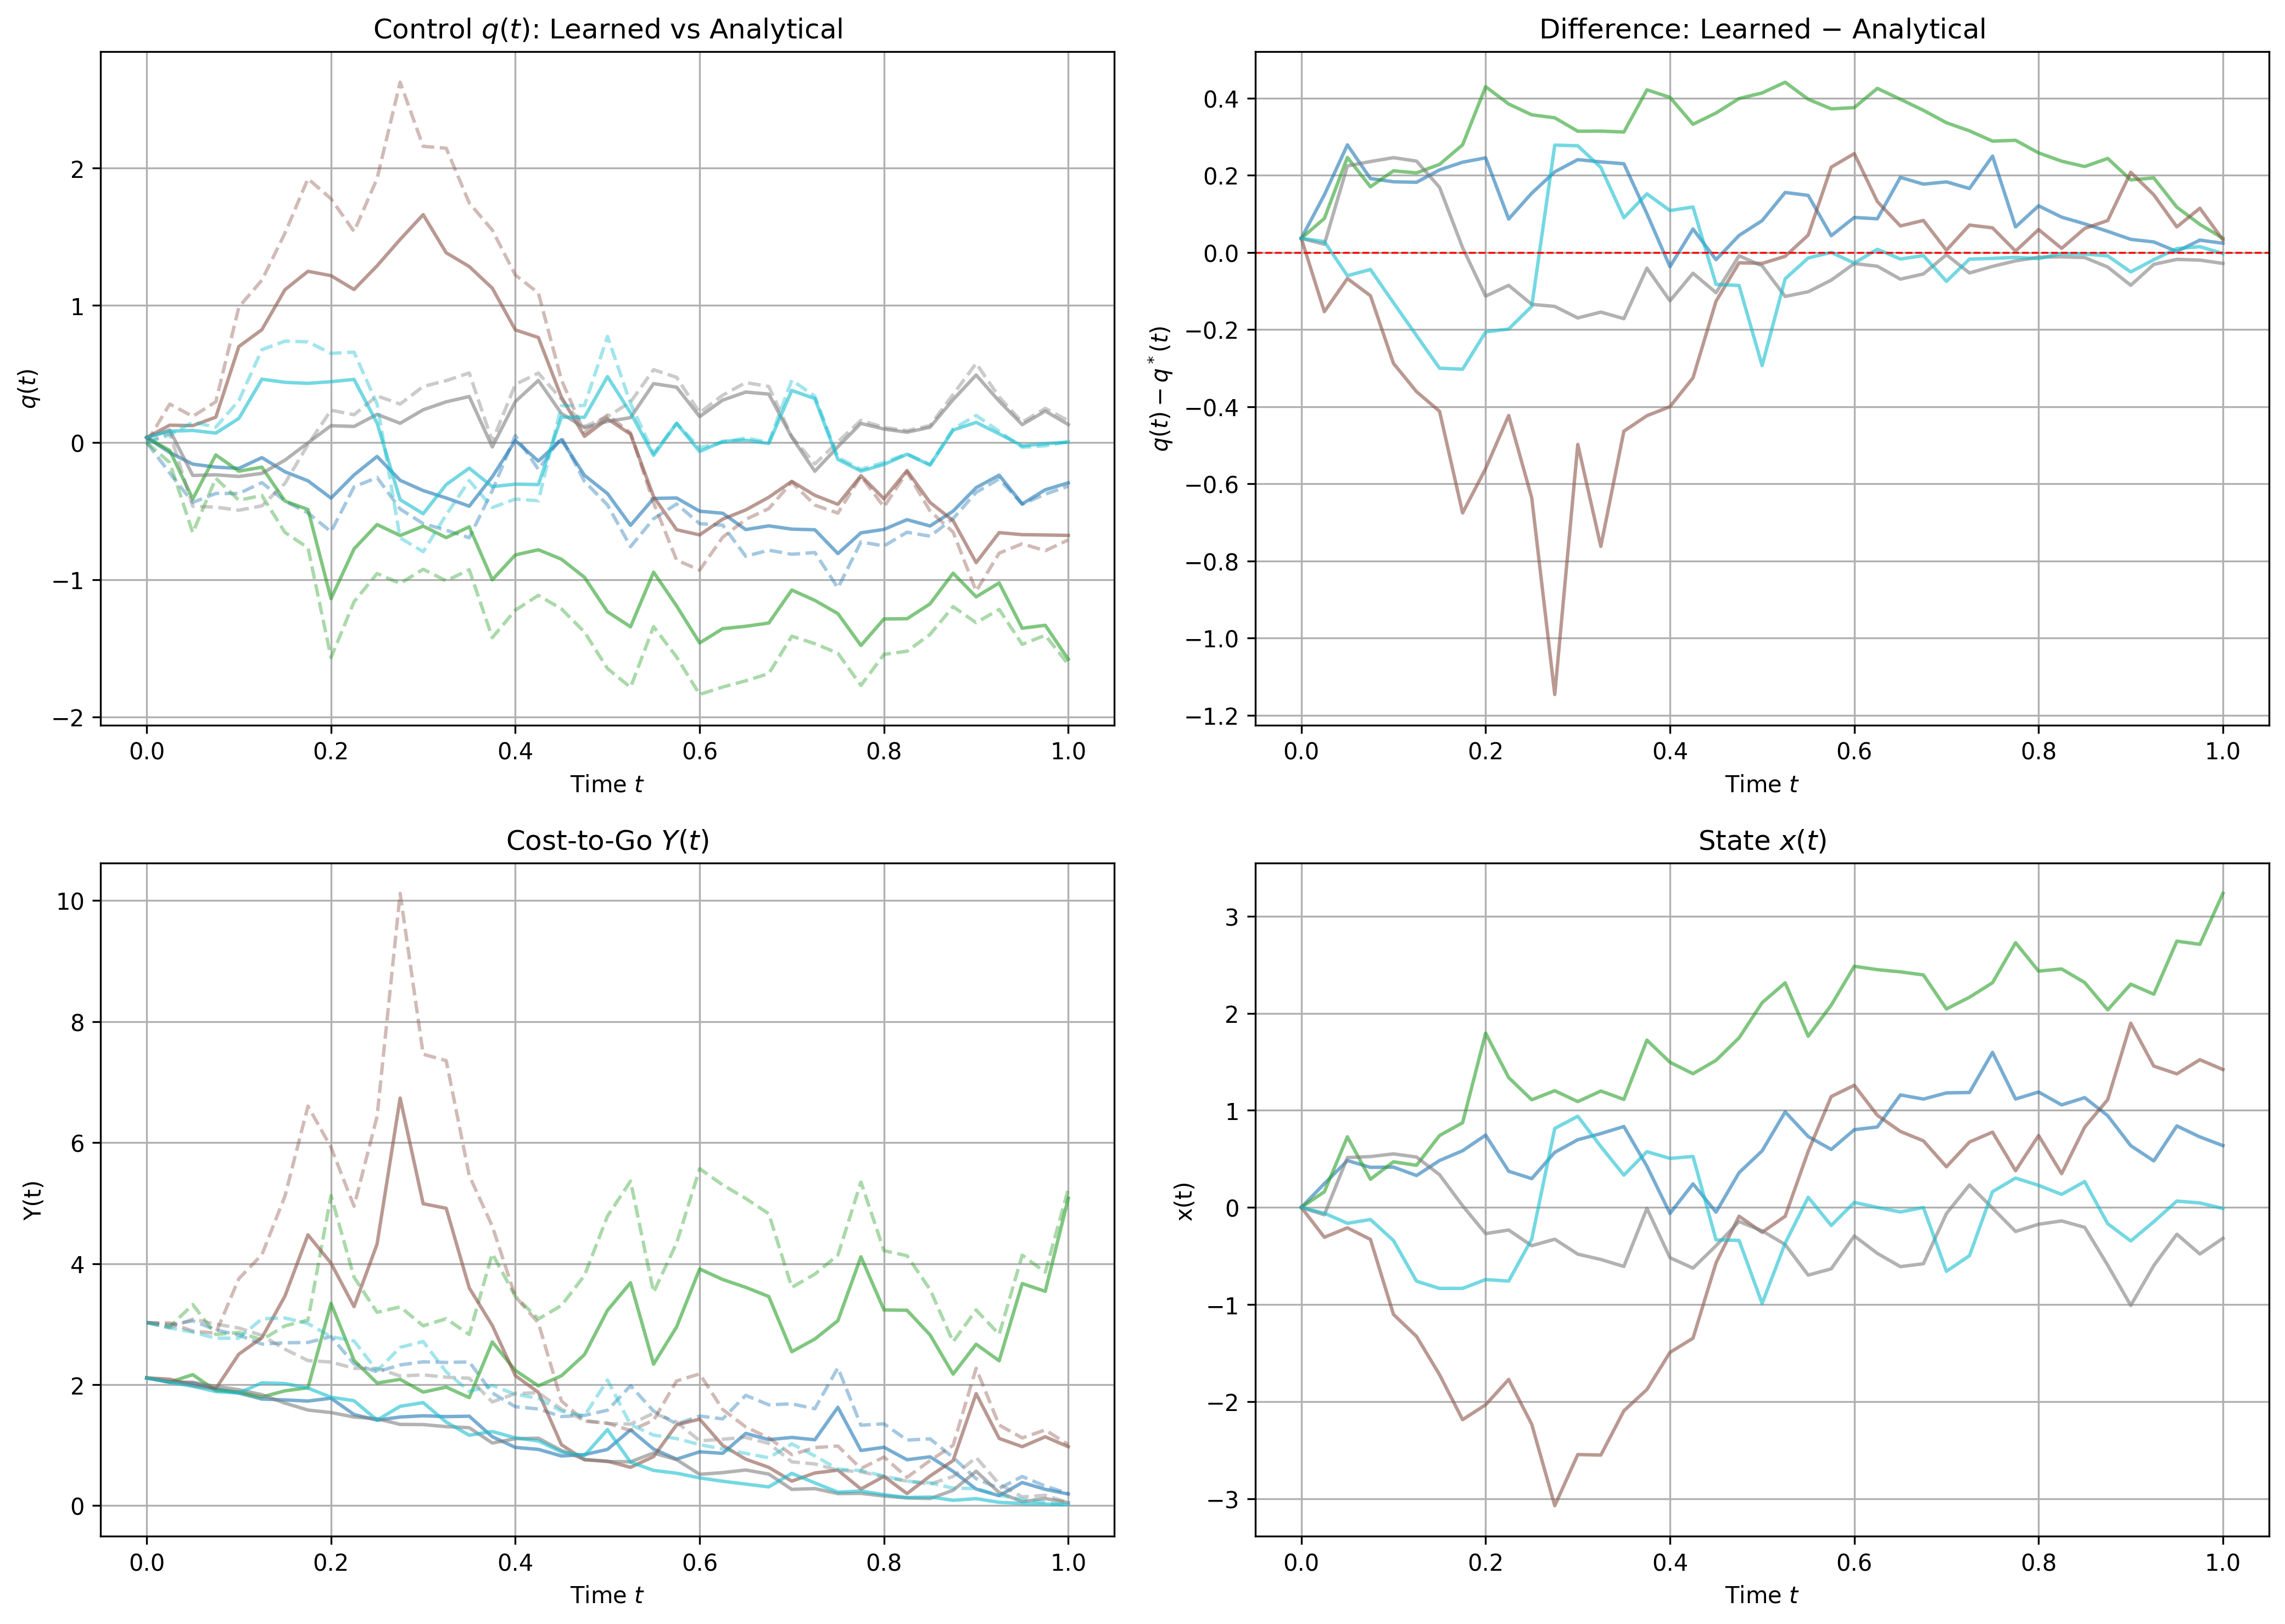 Control q(t): Learned vs Analytical
q(t)
2
1
0
−1
−2
0.0 0.2 0.4 0.6 0.8 1.0
Time t
Difference: Learned − Analytical
q(t) − q*(t)
0.4
0.2
0.0
−0.2
−0.4
−0.6
−0.8
−1.0
−1.2
0.0 0.2 0.4 0.6 0.8 1.0
Time t
Cost-to-Go Y(t)
Y(t)
10
8
6
4
2
0
0.0 0.2 0.4 0.6 0.8 1.0
Time t
State x(t)
x(t)
3
2
1
0
−1
−2
−3
0.0 0.2 0.4 0.6 0.8 1.0
Time t